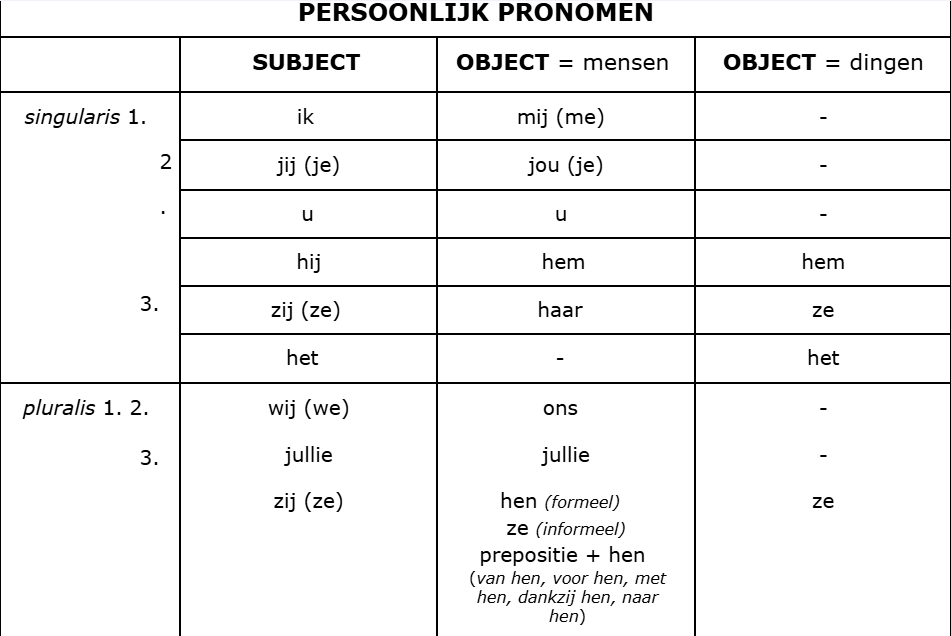 PERSOONLIJK PRONOMEN
SUBJECT OBJECT = mensen OBJECT = dingen
singularis 1. ik mij (me) -
2 jij (je) jou (je) -
. u u -
hij hem hem
3. zij (ze) haar ze
het - het
pluralis 1. 2. wij (we) ons -
3. jullie jullie -
zij (ze) hen (formeel) ze
ze (informeel)
prepositie + hen
(van hen, voor hen, met
hen, dankzij hen, naar
hen)